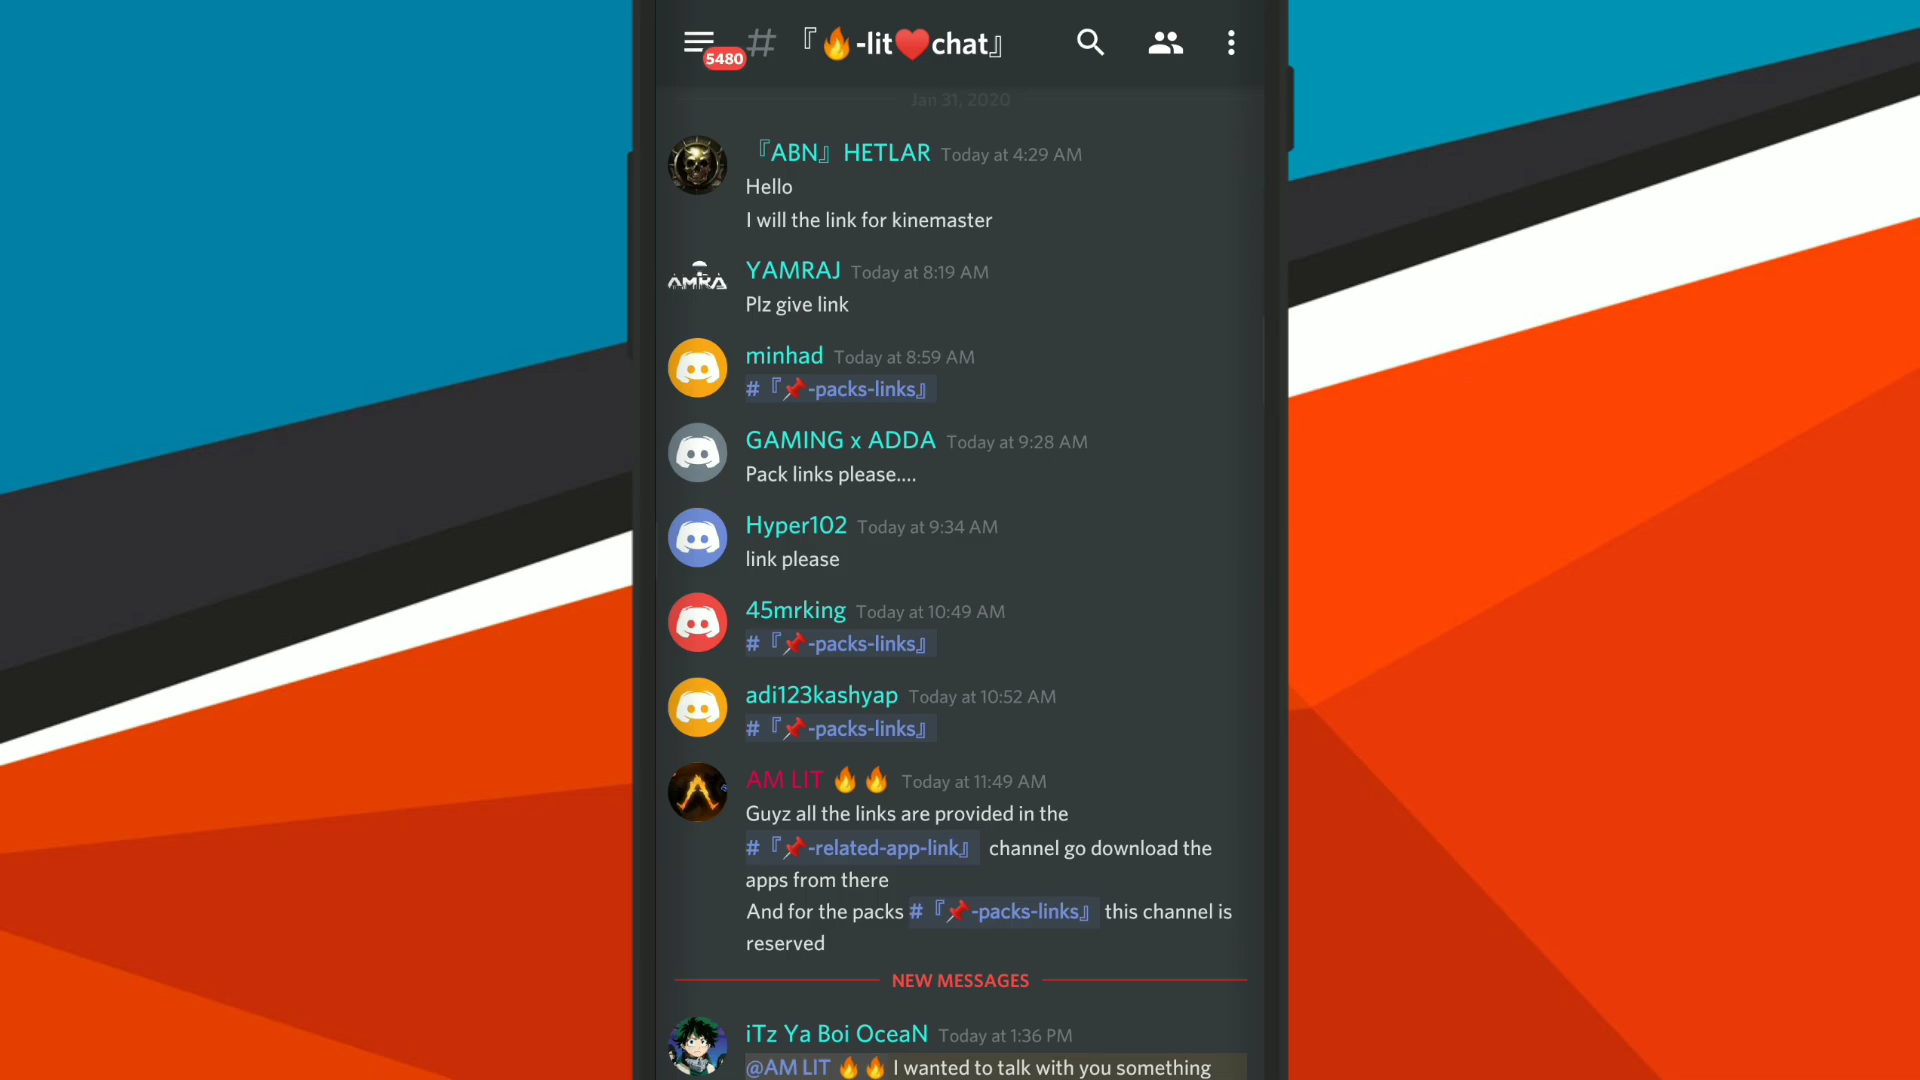 5480 # 『🔥-lit❤️chat』
Jan 31, 2020
『ABN』 HETLAR Today at 4:29 AM
Hello
I will the link for kinemaster
AMRA
YAMRAJ Today at 8:19 AM
Plz give link
minhad Today at 8:59 AM
# 『📌-packs-links』
GAMING x ADDA Today at 9:28 AM
Pack links please....
Hyper102 Today at 9:34 AM
link please
45mrking Today at 10:49 AM
# 『📌-packs-links』
adi123kashyap Today at 10:52 AM
# 『📌-packs-links』
AM LIT 🔥🔥 Today at 11:49 AM
Guyz all the links are provided in the
# 『📌-related-app-link』 channel go download the
apps from there
And for the packs # 『📌-packs-links』 this channel is
reserved
NEW MESSAGES
iTz Ya Boi OceaN Today at 1:36 PM
@AM LIT 🔥🔥 I wanted to talk with you something